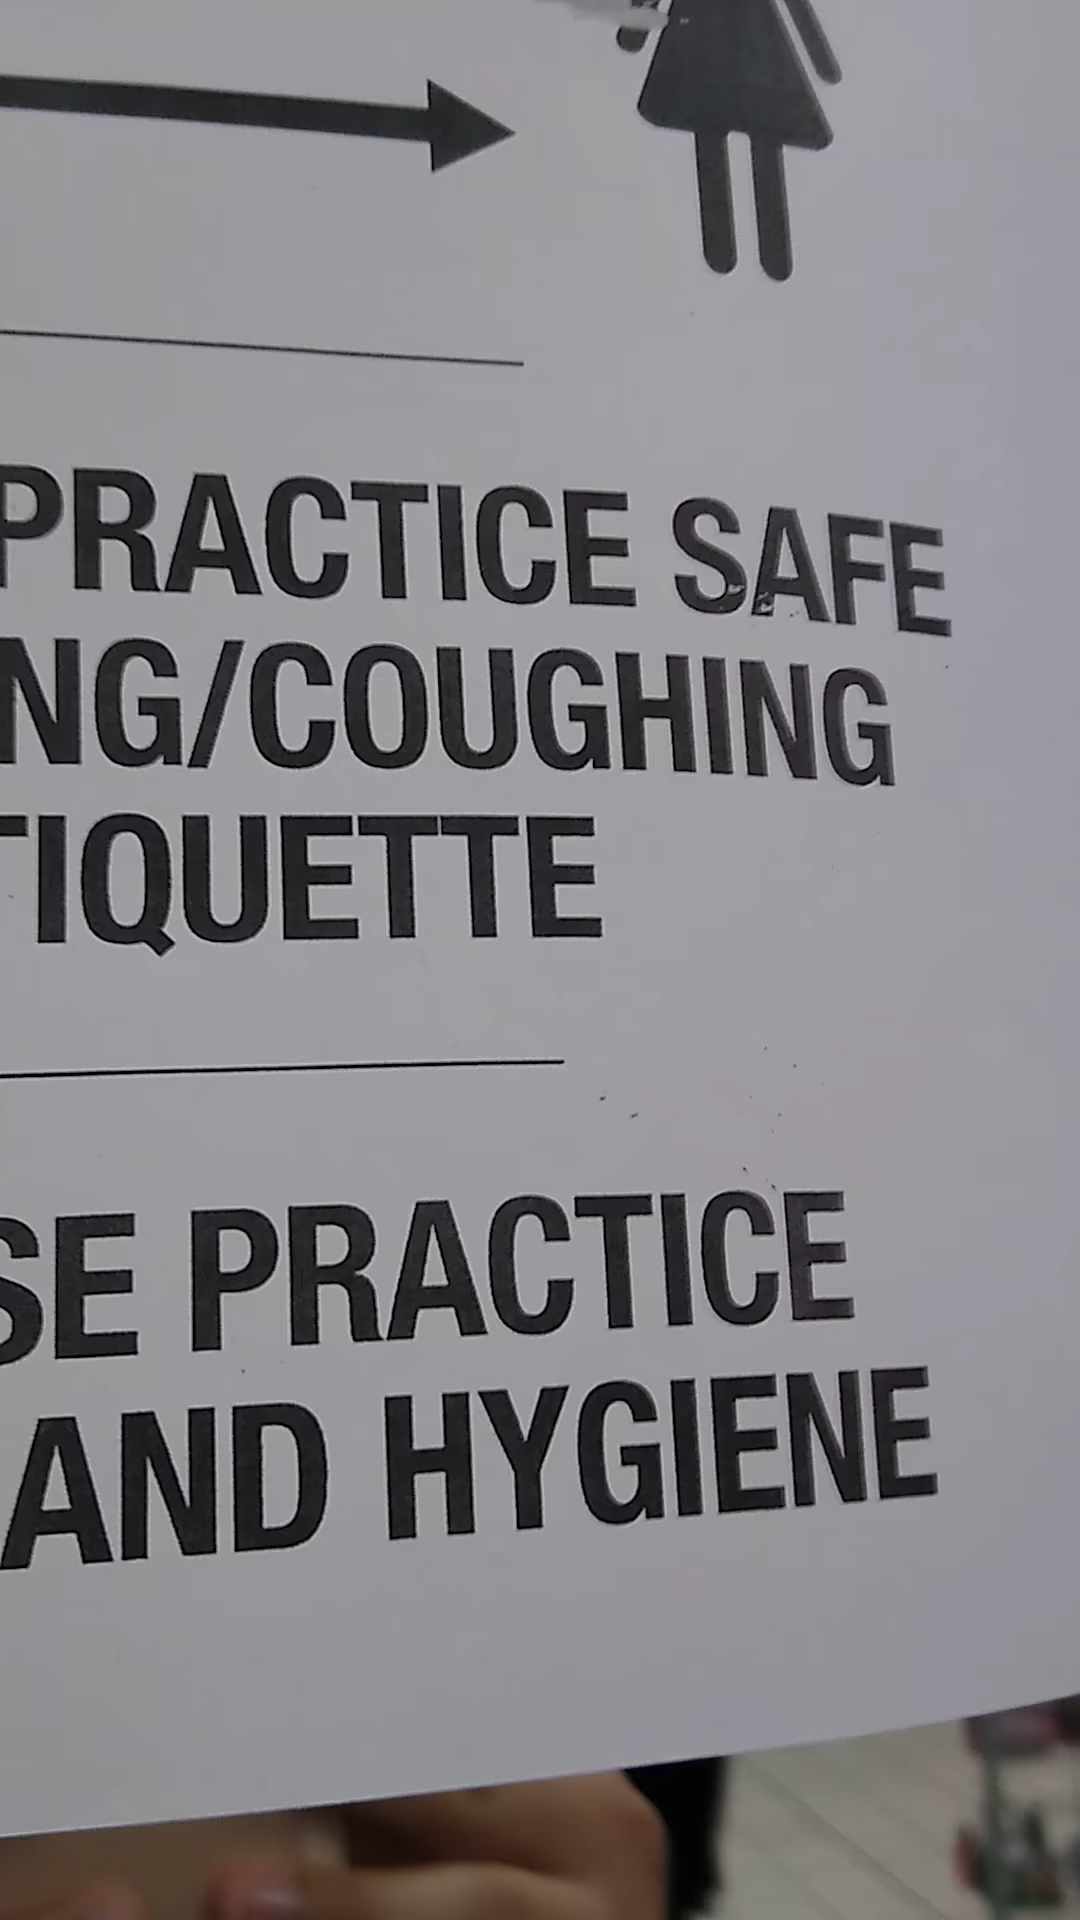 PRACTICE SAFE
NG/COUGHING
TIQUETTE
SE PRACTICE
AND HYGIENE